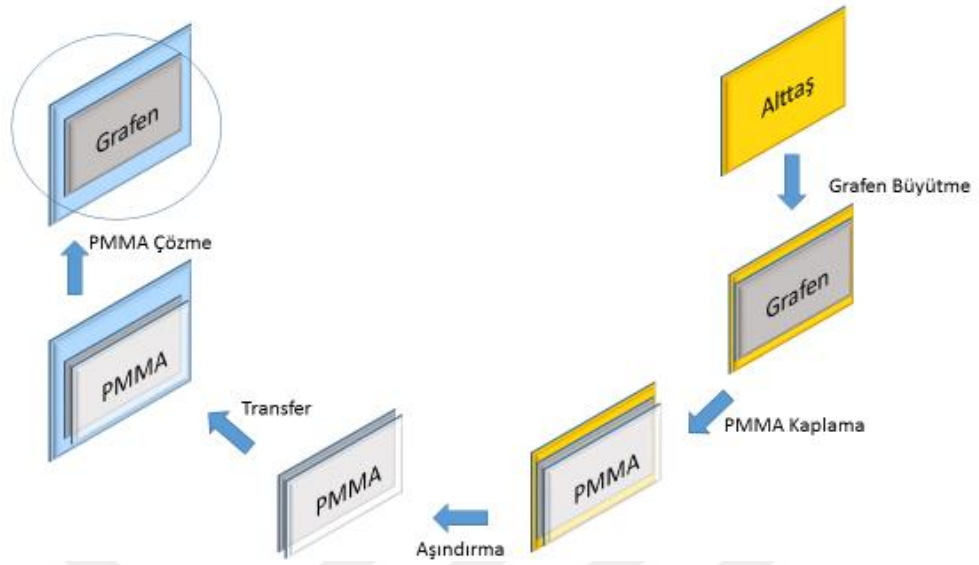 Grafen
Alttaş
Grafen Büyütme
PMMA Çözme
Grafen
PMMA
Transfer
PMMA Kaplama
PMMA
PMMA
Aşındırma